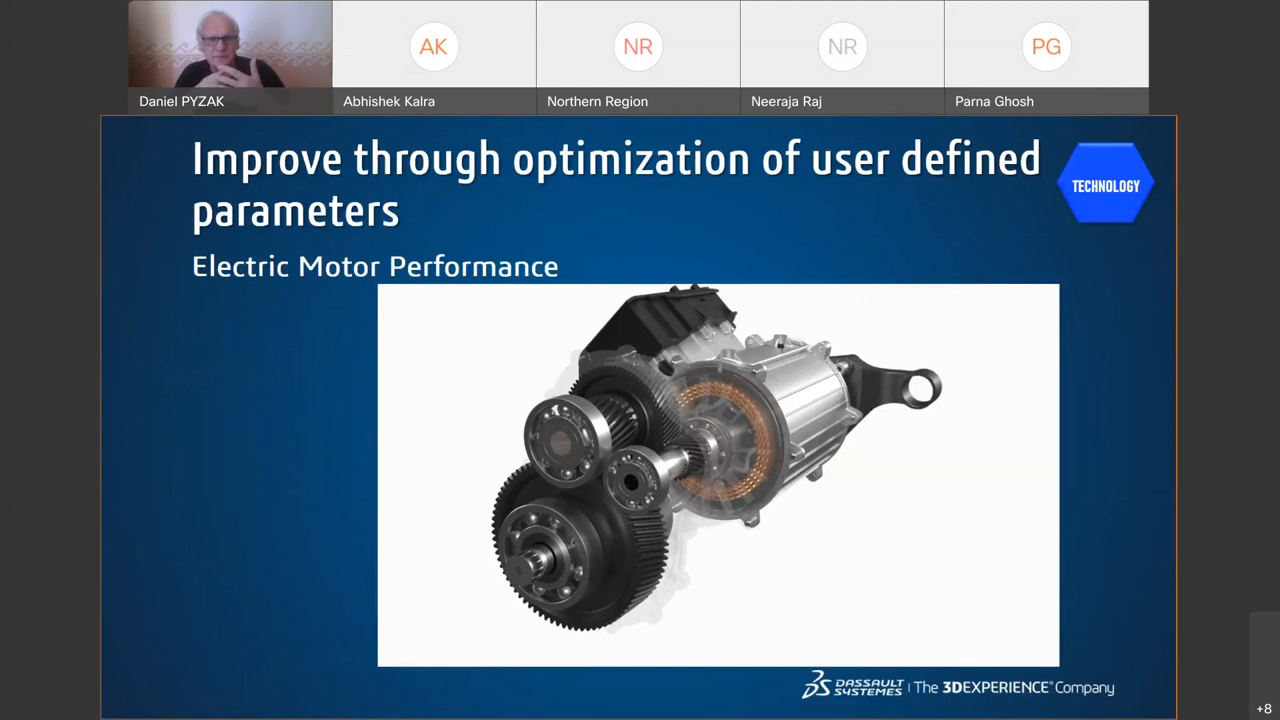 AK
NR
NR
PG
Daniel PYZAK
Abhishek Kalra
Northern Region
Neeraja Raj
Parna Ghosh
Improve through optimization of user defined
parameters
TECHNOLOGY
Electric Motor Performance
DASSAULT
SYSTEMES | The 3DEXPERIENCE® Company
+8